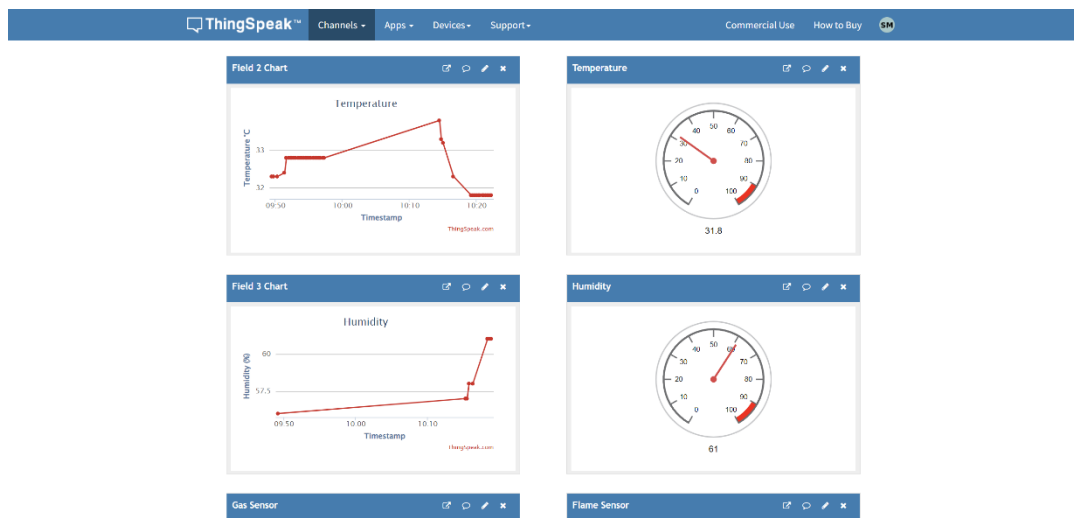 ThingSpeak™ Channels Apps Devices Support Commercial Use How to Buy SM
Field 2 Chart
Temperature
Temperature °C
33
32
09:50 10:00 10:10 10:20
Timestamp
ThingSpeak.com
Temperature
0 10 20 30 40 50 60 70 80 90 100
31.8
Field 3 Chart
Humidity
Humidity (%)
60
57.5
09:50 10:00 10:10
Timestamp
ThingSpeak.com
Humidity
0 10 20 30 40 50 60 70 80 90 100
61
Gas Sensor
Flame Sensor